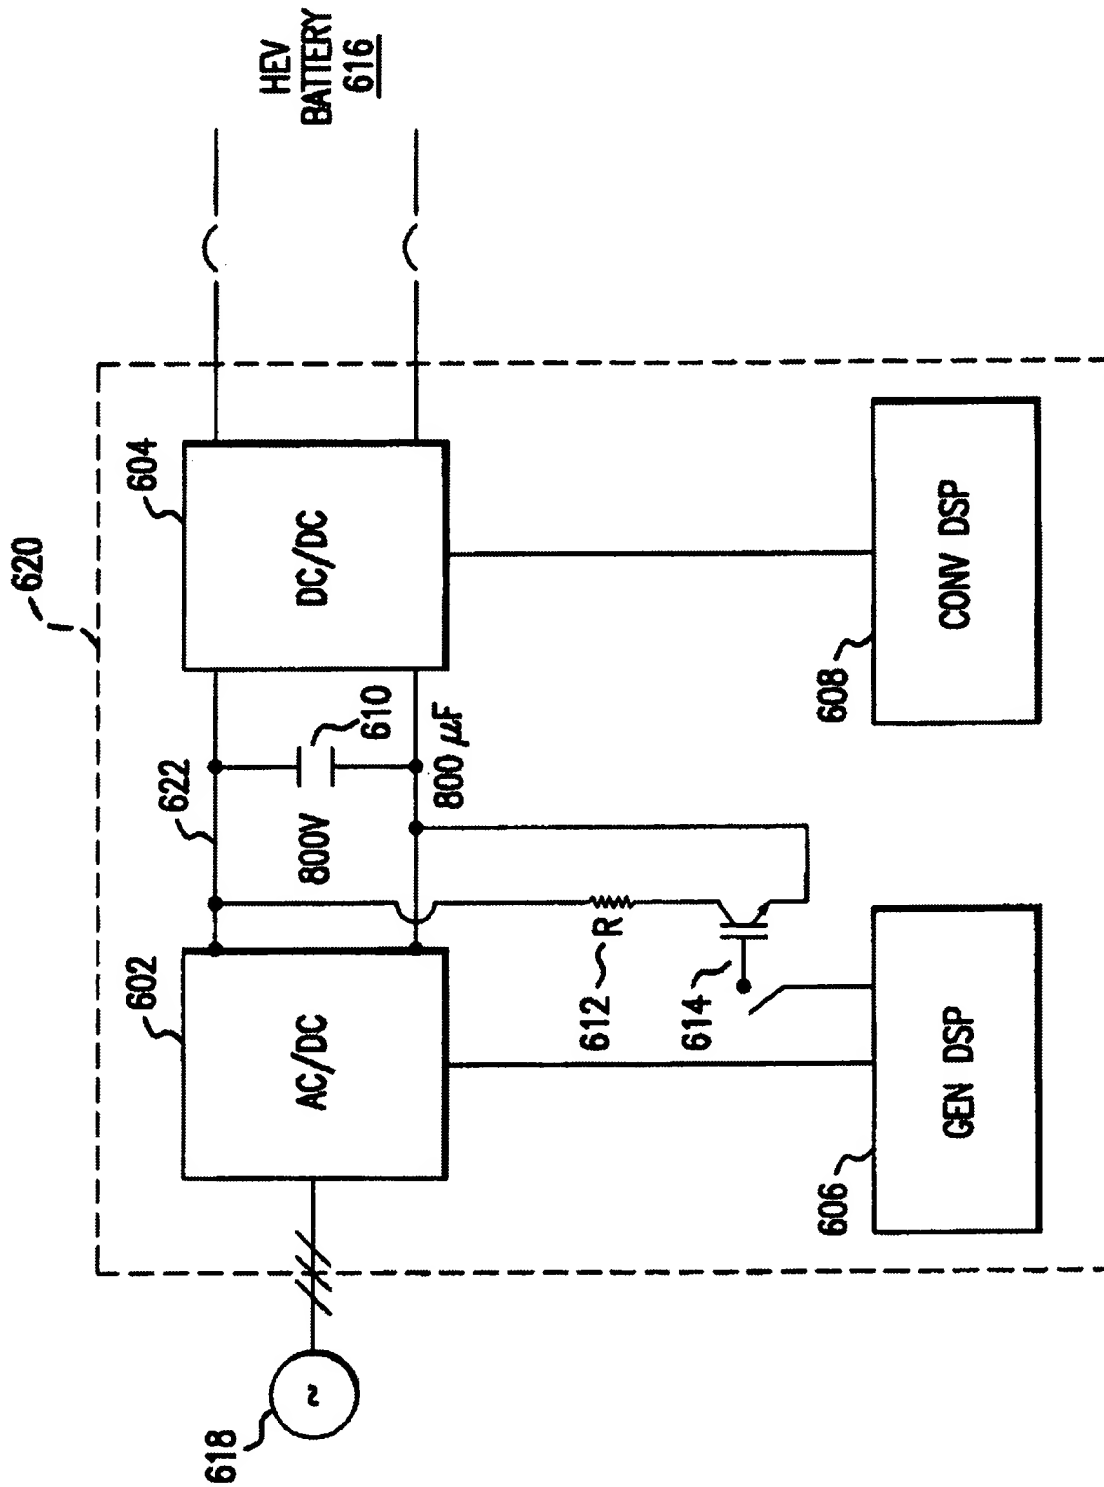 620
618
~
602
AC/DC
622
800V
610
800 µF
604
DC/DC
HEV
BATTERY
616
612
R
614
606
GEN DSP
608
CONV DSP